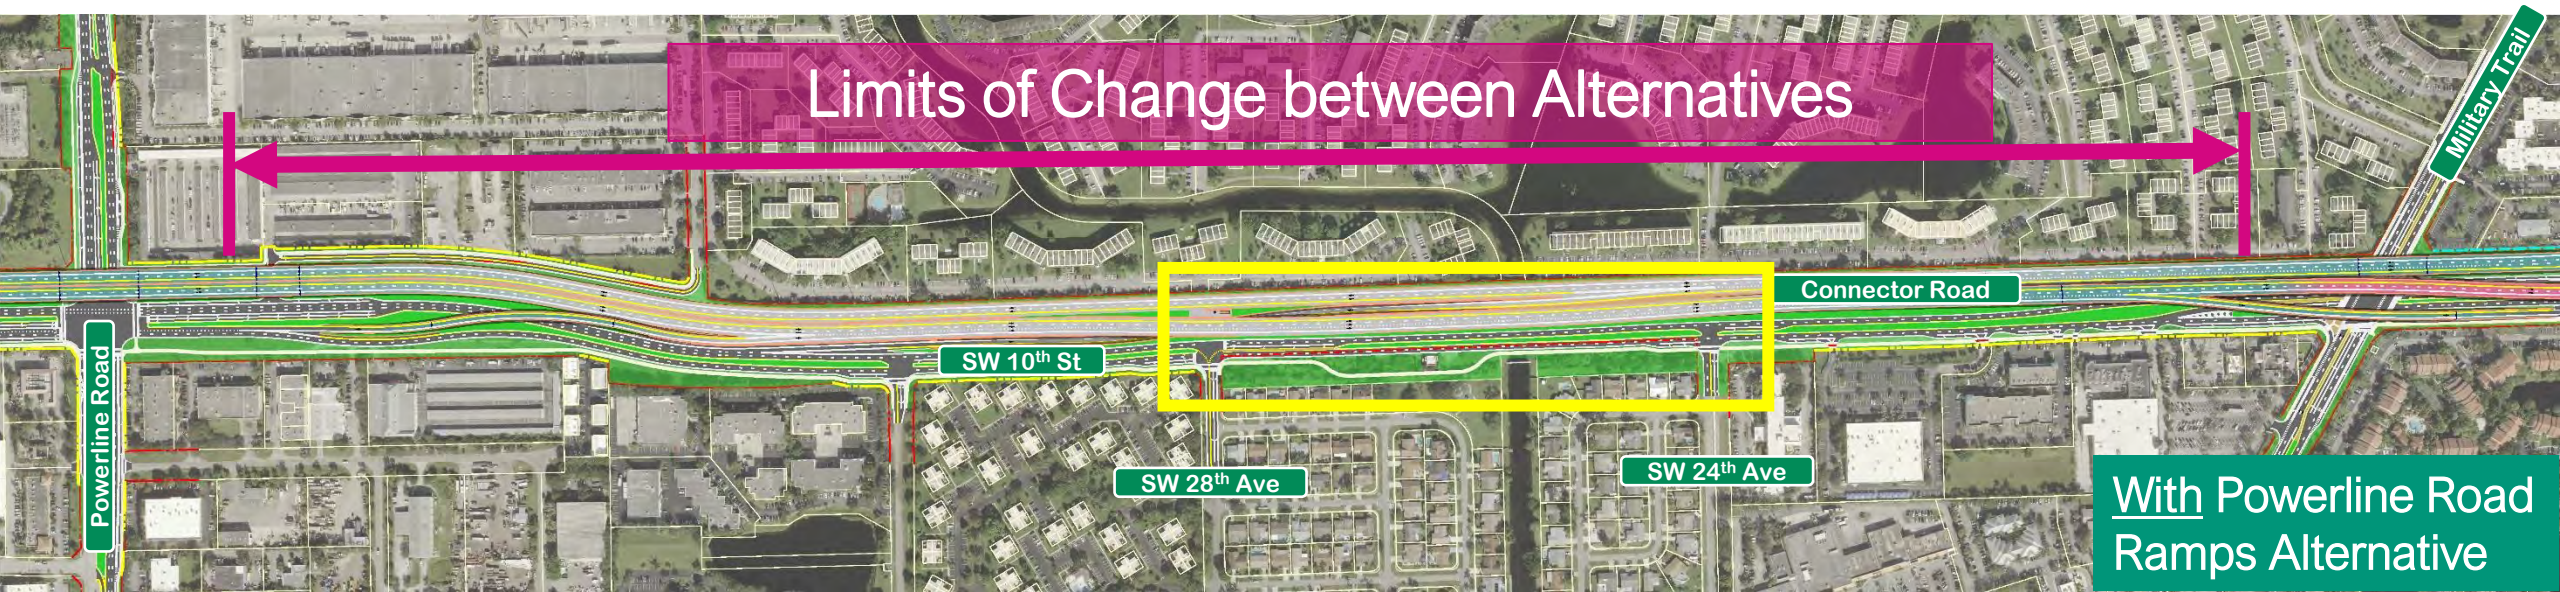 Limits of Change between Alternatives
Military Trail
Connector Road
SW 10th St
Powerline Road
SW 28th Ave
SW 24th Ave
With Powerline Road
Ramps Alternative